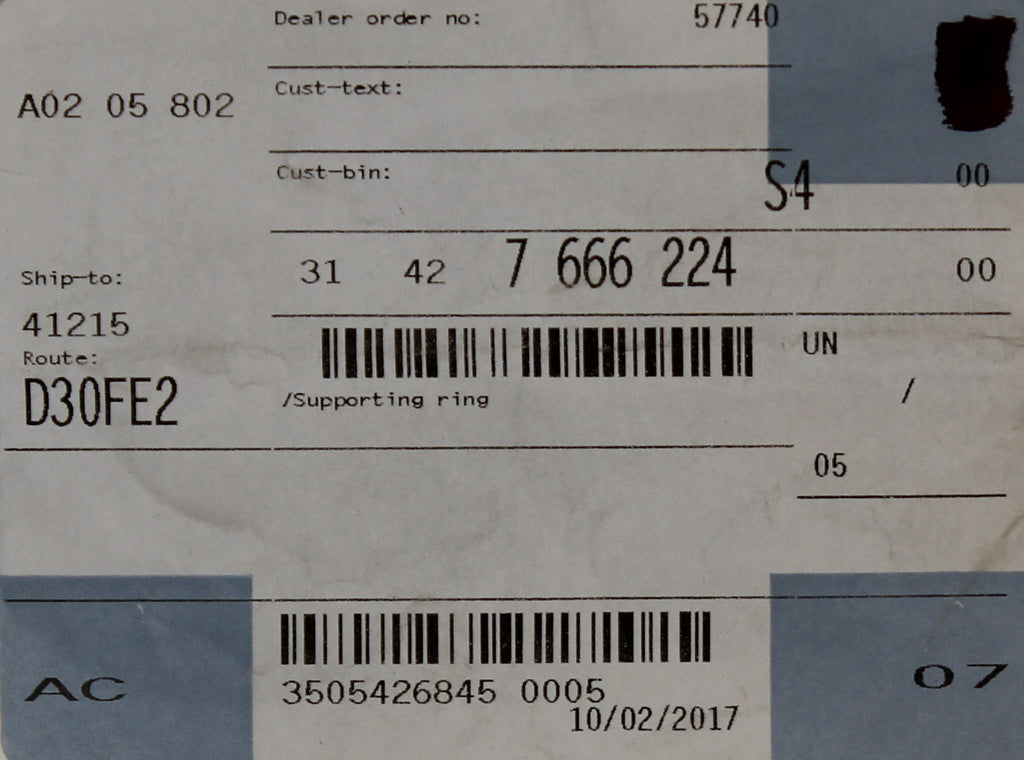 Dealer order no: 57740
A02 05 802
Cust-text:
Cust-bin:
S4 00
31 42 7 666 224 00
Ship-to:
41215
Route:
D30FE2
/Supporting ring
UN
/
05
AC
3505426845 0005
10/02/2017
07